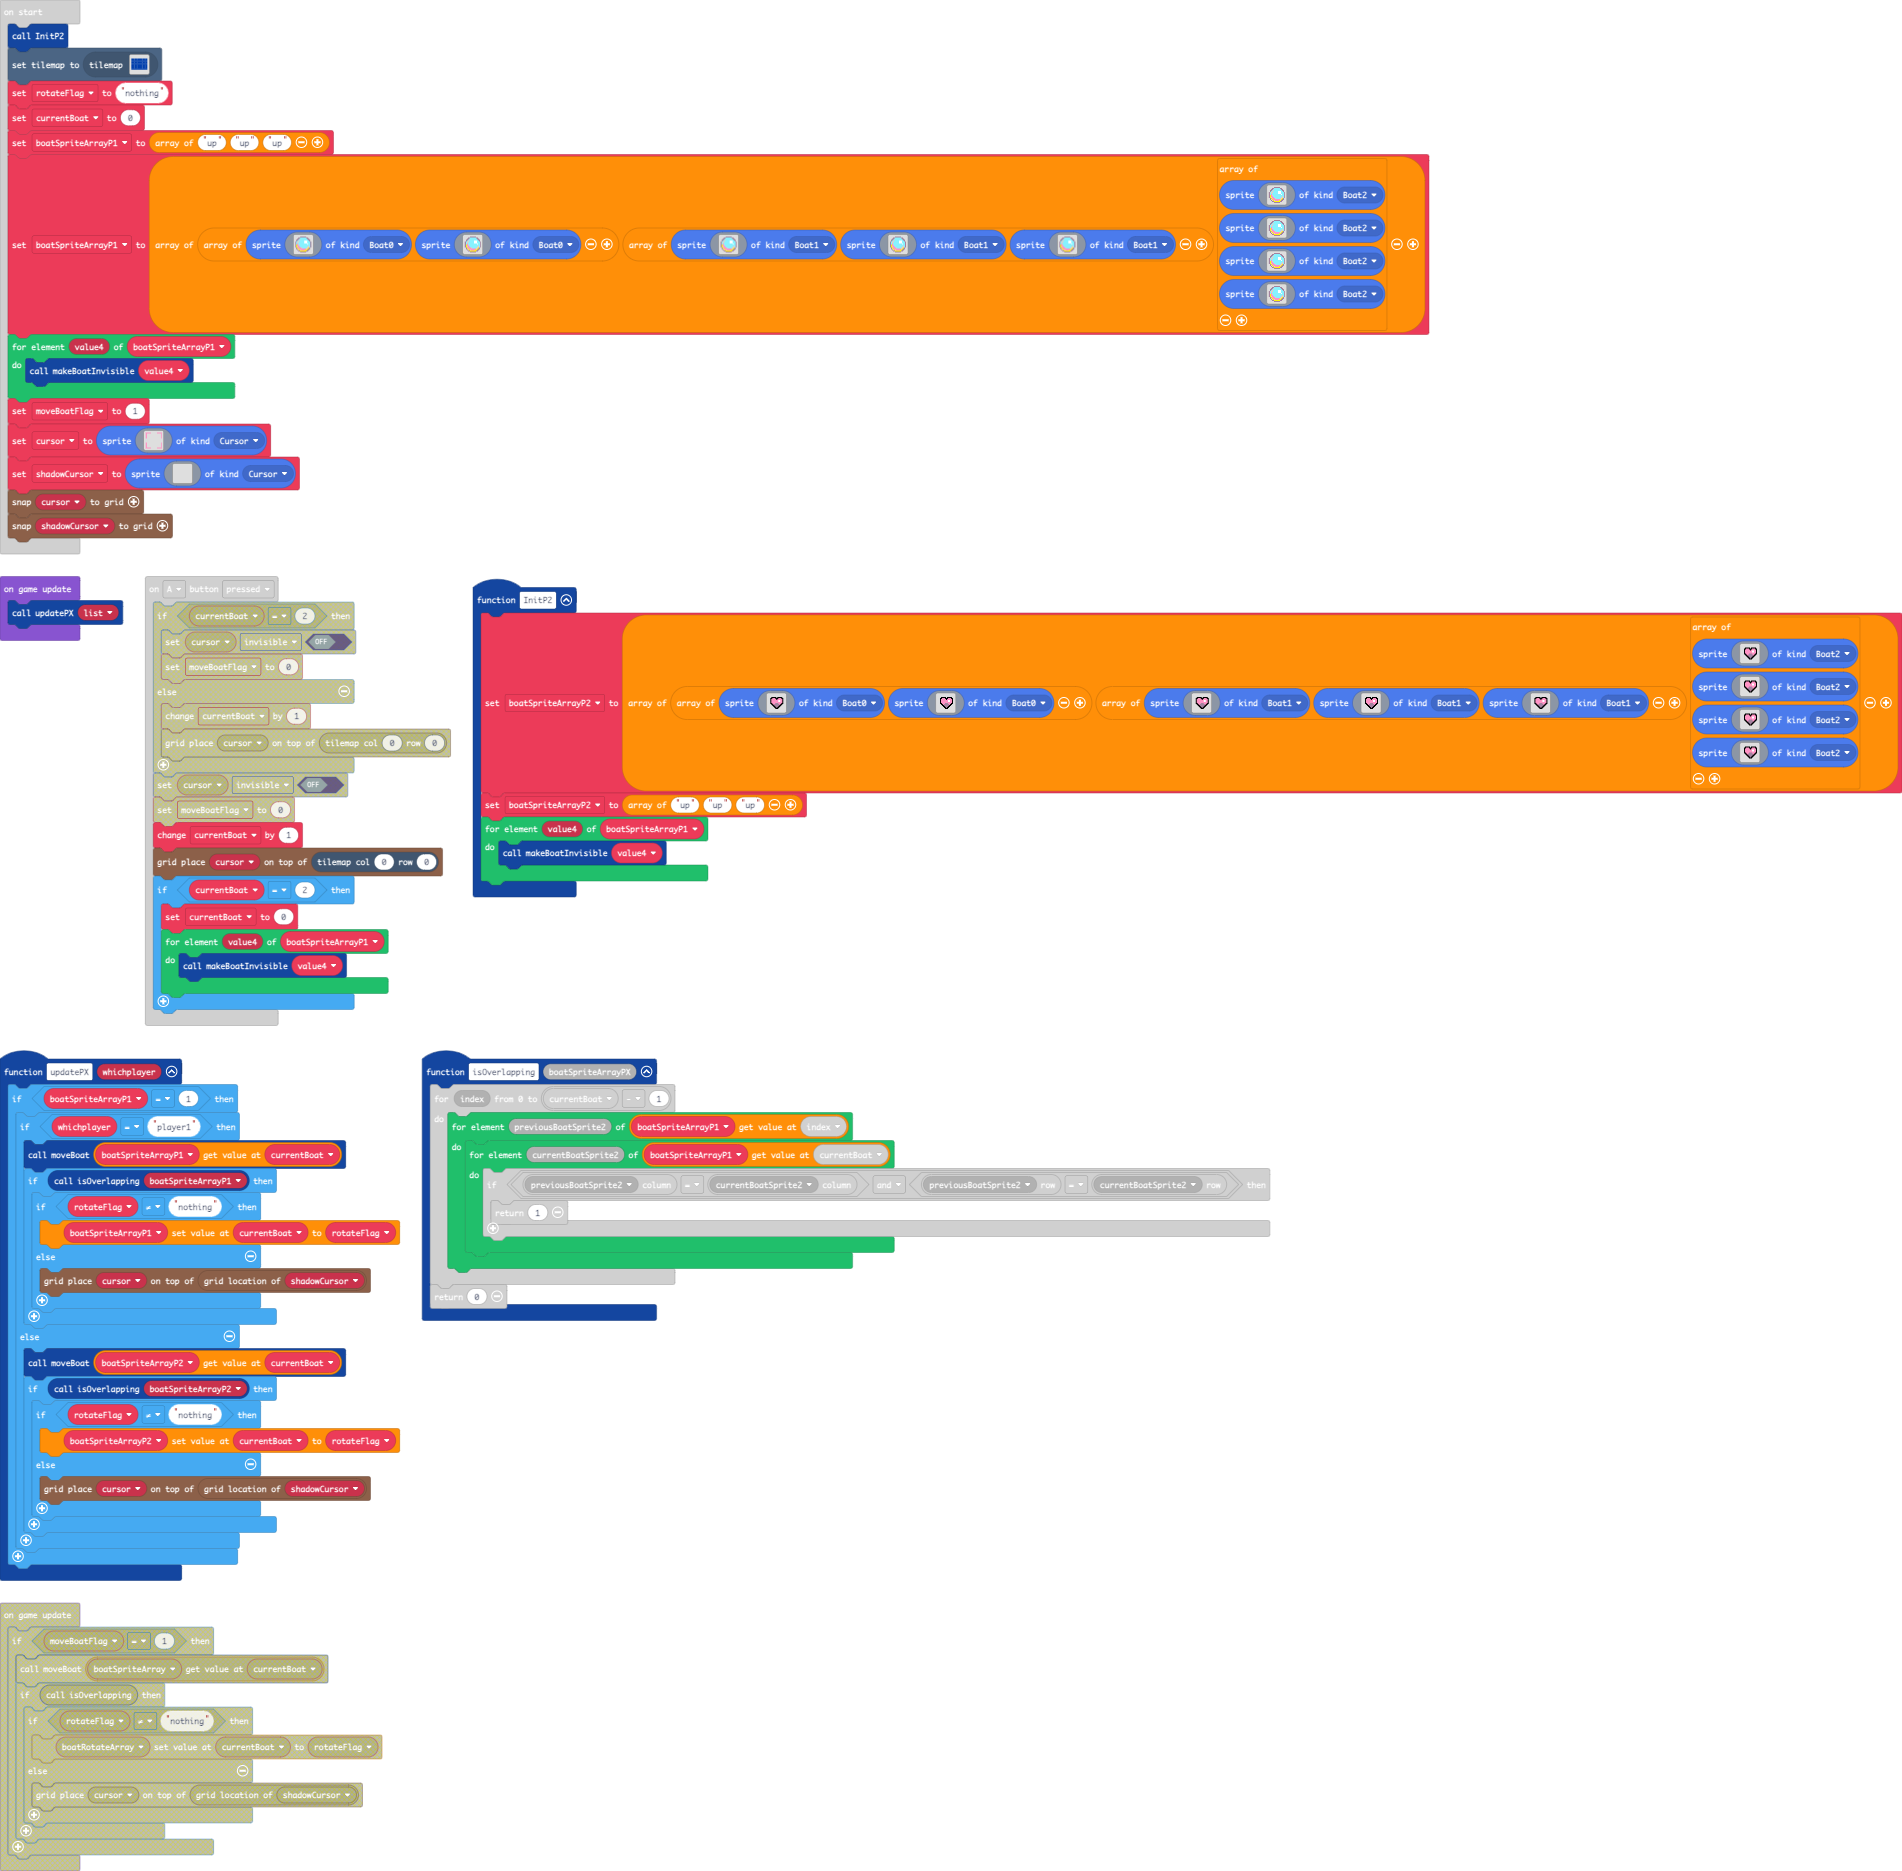 on start
call InitP2
set tilemap to tilemap
set rotateFlag to "nothing"
set currentBoat to 0
set boatSpriteArrayP1 to array of "up" "up" "up"
array of
sprite of kind Boat2
sprite of kind Boat2
set boatSpriteArrayP1 to array of array of sprite of kind Boat0 sprite of kind Boat0 array of sprite of kind Boat1 sprite of kind Boat1 sprite of kind Boat1
sprite of kind Boat2
sprite of kind Boat2
for element value4 of boatSpriteArrayP1
do
call makeBoatInvisible value4
set moveBoatFlag to 1
set cursor to sprite of kind Cursor
set shadowCursor to sprite of kind Cursor
snap cursor to grid
snap shadowCursor to grid
on game update
call updatePX list
on A button pressed
if currentBoat = 2 then
set cursor invisible OFF
set moveBoatFlag to 0
else
change currentBoat by 1
grid place cursor on top of tilemap col 0 row 0
set cursor invisible OFF
set moveBoatFlag to 0
change currentBoat by 1
grid place cursor on top of tilemap col 0 row 0
if currentBoat = 2 then
set currentBoat to 0
for element value4 of boatSpriteArrayP1
do
call makeBoatInvisible value4
function InitP2
array of
sprite of kind Boat2
sprite of kind Boat2
set boatSpriteArrayP2 to array of array of sprite of kind Boat0 sprite of kind Boat0 array of sprite of kind Boat1 sprite of kind Boat1 sprite of kind Boat1
sprite of kind Boat2
sprite of kind Boat2
set boatSpriteArrayP2 to array of "up" "up" "up"
for element value4 of boatSpriteArrayP1
do
call makeBoatInvisible value4
function updatePX whichplayer
if boatSpriteArrayP1 = 1 then
if whichplayer = "player1" then
call moveBoat boatSpriteArrayP1 get value at currentBoat
if call isOverlapping boatSpriteArrayP1 then
if rotateFlag ≠ "nothing" then
boatSpriteArrayP1 set value at currentBoat to rotateFlag
else
grid place cursor on top of grid location of shadowCursor
else
call moveBoat boatSpriteArrayP2 get value at currentBoat
if call isOverlapping boatSpriteArrayP2 then
if rotateFlag ≠ "nothing" then
boatSpriteArrayP2 set value at currentBoat to rotateFlag
else
grid place cursor on top of grid location of shadowCursor
function isOverlapping boatSpriteArrayPX
for index from 0 to currentBoat - 1
do
for element previousBoatSprite2 of boatSpriteArrayP1 get value at index
do
for element currentBoatSprite2 of boatSpriteArrayP1 get value at currentBoat
do
if previousBoatSprite2 column = currentBoatSprite2 column and previousBoatSprite2 row = currentBoatSprite2 row then
return 1
return 0
on game update
if moveBoatFlag = 1 then
call moveBoat boatSpriteArray get value at currentBoat
if call isOverlapping then
if rotateFlag ≠ "nothing" then
boatRotateArray set value at currentBoat to rotateFlag
else
grid place cursor on top of grid location of shadowCursor